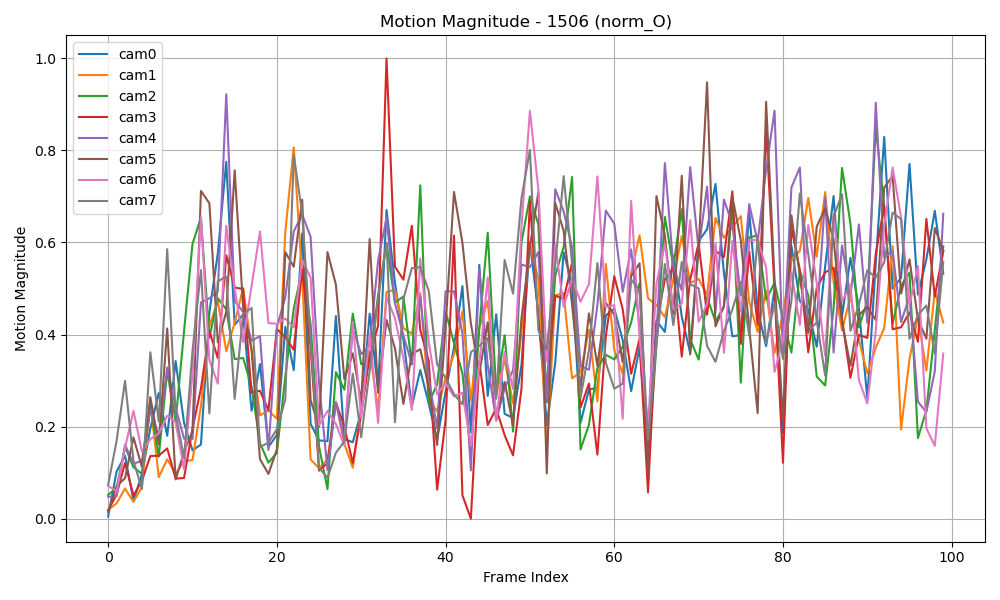 Motion Magnitude - 1506 (norm_O)
1.0
0.8
0.6
0.4
0.2
0.0
Motion Magnitude
cam0
cam1
cam2
cam3
cam4
cam5
cam6
cam7
0
20
40
60
80
100
Frame Index